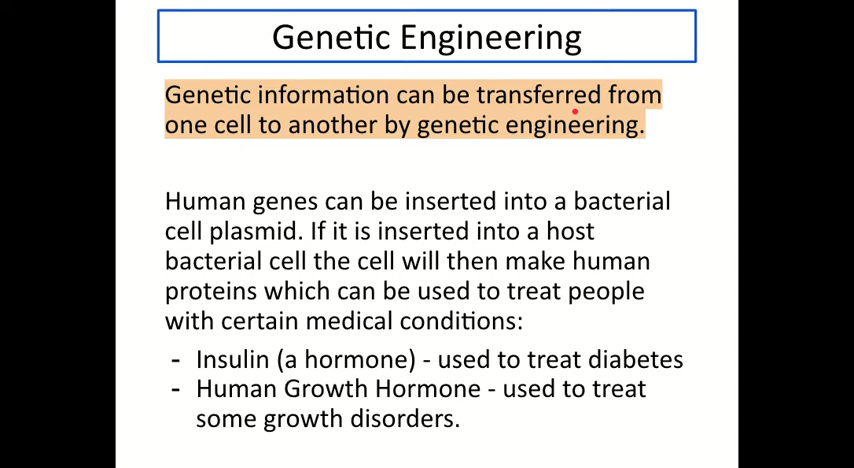 Genetic Engineering
Genetic information can be transferred from
one cell to another by genetic engineering.
Human genes can be inserted into a bacterial
cell plasmid. If it is inserted into a host
bacterial cell the cell will then make human
proteins which can be used to treat people
with certain medical conditions:
- Insulin (a hormone) - used to treat diabetes
- Human Growth Hormone - used to treat
some growth disorders.